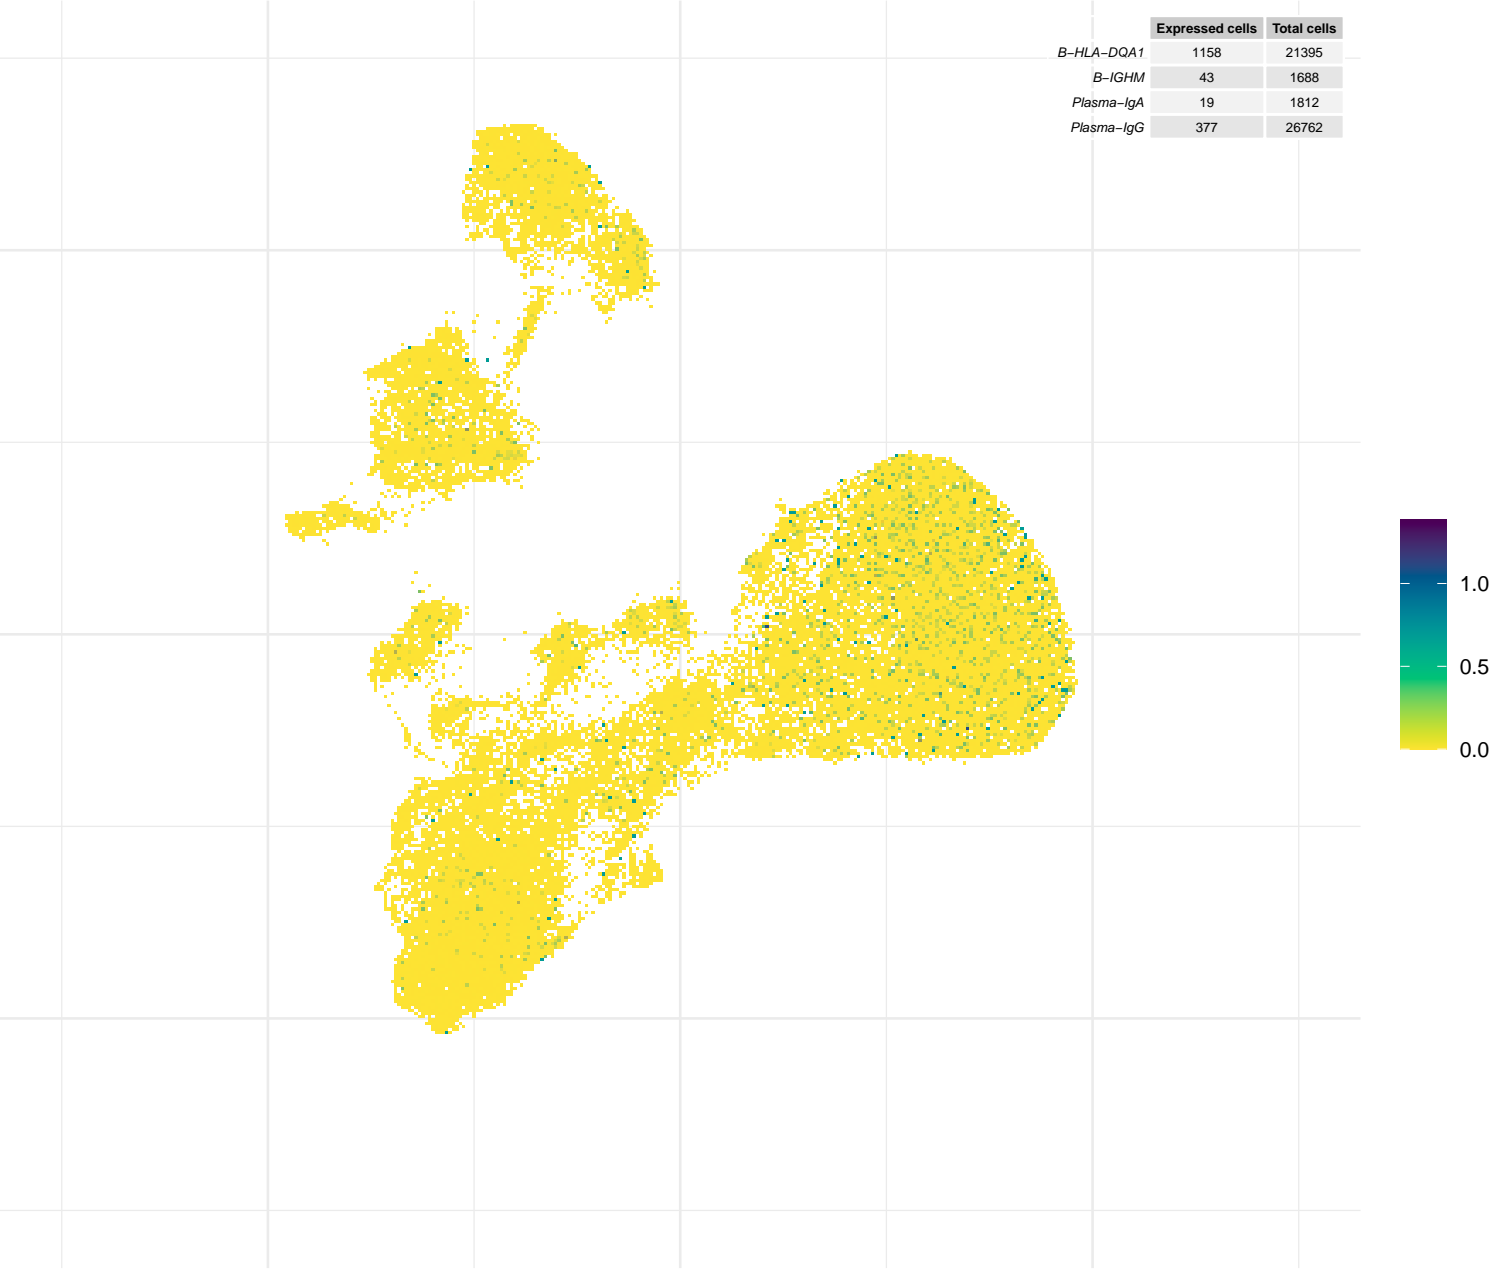 Expressed cells Total cells
B−HLA−DQA1 1158 21395
B−IGHM 43 1688
Plasma−IgA 19 1812
Plasma−IgG 377 26762
1.0
0.5
0.0